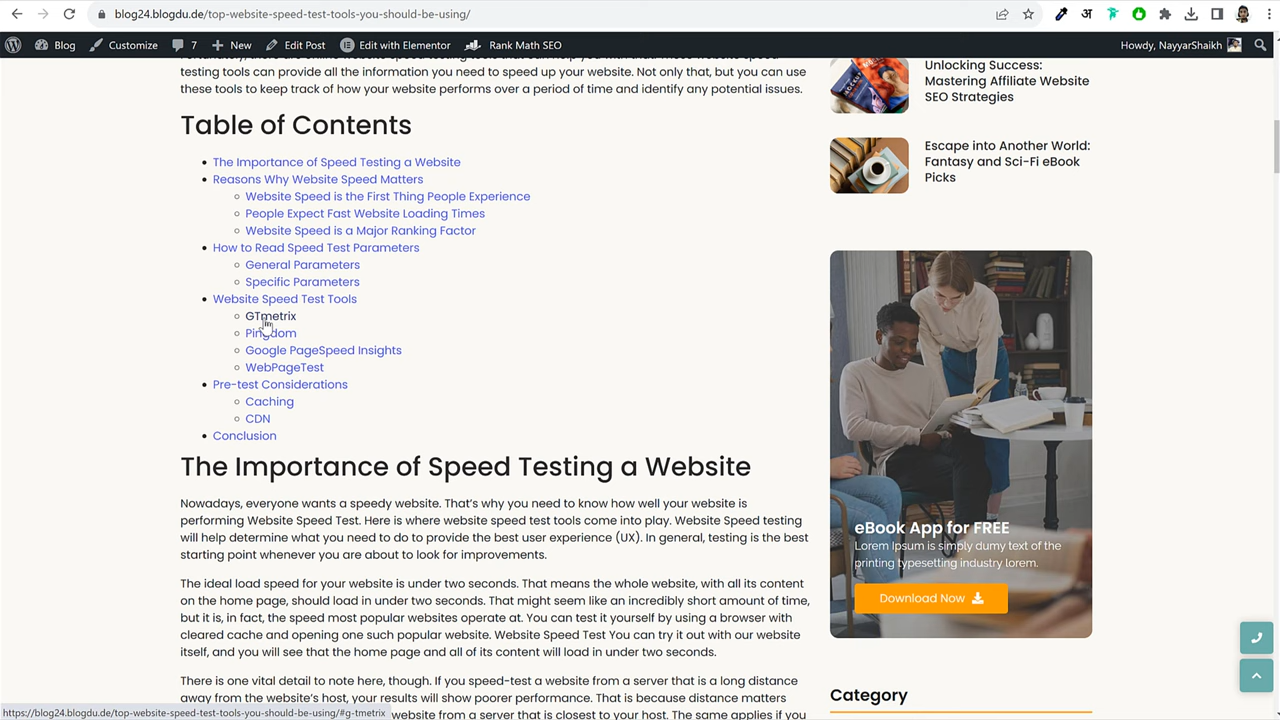 blog24.blogdu.de/top-website-speed-test-tools-you-should-be-using/
Blog Customize 7 New Edit Post Edit with Elementor Rank Math SEO Howdy, NayyarShaikh
testing tools can provide all the information you need to speed up your website. Not only that, but you can use
these tools to keep track of how your website performs over a period of time and identify any potential issues.
Table of Contents
The Importance of Speed Testing a Website
Reasons Why Website Speed Matters
Website Speed is the First Thing People Experience
People Expect Fast Website Loading Times
Website Speed is a Major Ranking Factor
How to Read Speed Test Parameters
General Parameters
Specific Parameters
Website Speed Test Tools
GTmetrix
Pingdom
Google PageSpeed Insights
WebPageTest
Pre-test Considerations
Caching
CDN
Conclusion
The Importance of Speed Testing a Website
Nowadays, everyone wants a speedy website. That's why you need to know how well your website is
performing Website Speed Test. Here is where website speed test tools come into play. Website Speed testing
will help determine what you need to do to provide the best user experience (UX). In general, testing is the best
starting point whenever you are about to look for improvements.
The ideal load speed for your website is under two seconds. That means the whole website, with all its content
on the home page, should load in under two seconds. That might seem like an incredibly short amount of time,
but it is, in fact, the speed most popular websites operate at. You can test it yourself by using a browser with
cleared cache and opening one such popular website. Website Speed Test You can try it out with our website
itself, and you will see that the home page and all of its content will load in under two seconds.
There is one vital detail to note here, though. If you speed-test a website from a server that is a long distance
away from the website's host, your results will show poorer performance. That is because distance matters
website from a server that is closest to your host. The same applies if you
Unlocking Success:
Mastering Affiliate Website
SEO Strategies
Escape into Another World:
Fantasy and Sci-Fi eBook
Picks
eBook App for FREE
Lorem Ipsum is simply dumy text of the
printing typesetting industry lorem.
Download Now
Category
https://blog24.blogdu.de/top-website-speed-test-tools-you-should-be-using/#g-tmetrix